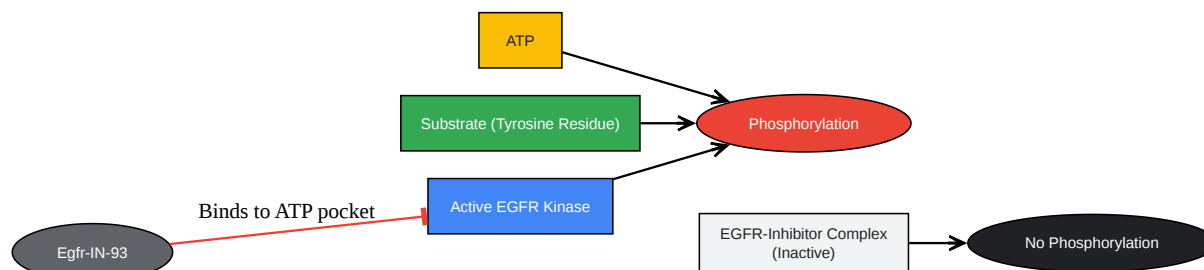 ATP
Substrate (Tyrosine Residue)
Phosphorylation
Binds to ATP pocket
Active EGFR Kinase
Egfr-IN-93
EGFR-Inhibitor Complex
(Inactive)
No Phosphorylation